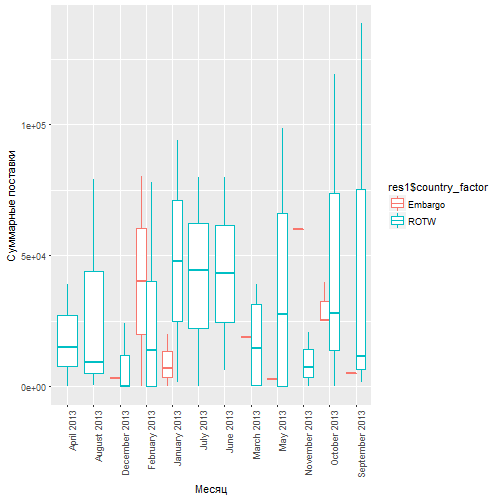 Суммарные поставки
1e+05
5e+04
0e+00
April 2013
August 2013
December 2013
February 2013
January 2013
July 2013
June 2013
March 2013
May 2013
November 2013
October 2013
September 2013
Месяц
res1$country_factor
Embargo
ROTW